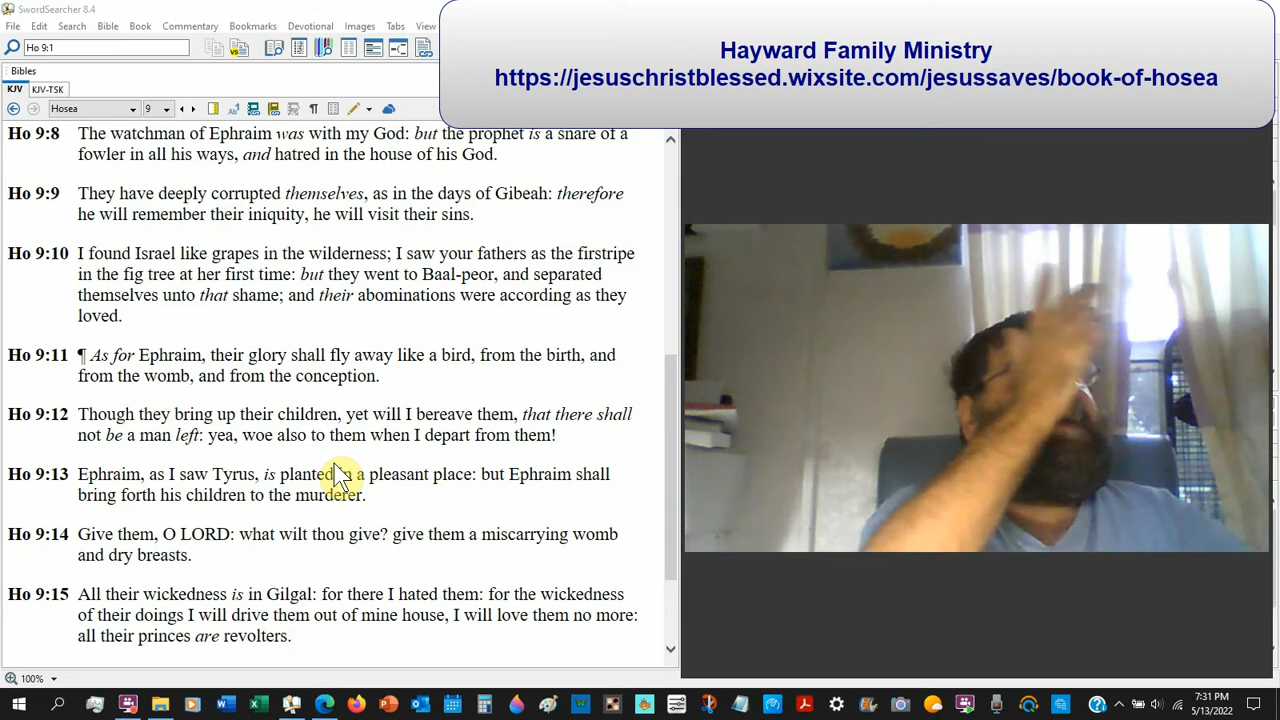 SwordSearcher 8.4
File Edit Search Bible Book Commentary Bookmarks Devotional Images Tabs View
Ho 9:1
Hayward Family Ministry
https://jesuschristblessed.wixsite.com/jesussaves/book-of-hosea
Bibles
KJV KJV-TSK
Hosea 9
Ho 9:8 The watchman of Ephraim was with my God: but the prophet is a snare of a
fowler in all his ways, and hatred in the house of his God.
Ho 9:9 They have deeply corrupted themselves, as in the days of Gibeah: therefore
he will remember their iniquity, he will visit their sins.
Ho 9:10 I found Israel like grapes in the wilderness; I saw your fathers as the firstripe
in the fig tree at her first time: but they went to Baal-peor, and separated
themselves unto that shame; and their abominations were according as they
loved.
Ho 9:11 ¶ As for Ephraim, their glory shall fly away like a bird, from the birth, and
from the womb, and from the conception.
Ho 9:12 Though they bring up their children, yet will I bereave them, that there shall
not be a man left: yea, woe also to them when I depart from them!
Ho 9:13 Ephraim, as I saw Tyrus, is planted in a pleasant place: but Ephraim shall
bring forth his children to the murderer.
Ho 9:14 Give them, O LORD: what wilt thou give? give them a miscarrying womb
and dry breasts.
Ho 9:15 All their wickedness is in Gilgal: for there I hated them: for the wickedness
of their doings I will drive them out of mine house, I will love them no more:
all their princes are revolters.
100%
7:31 PM
5/13/2022